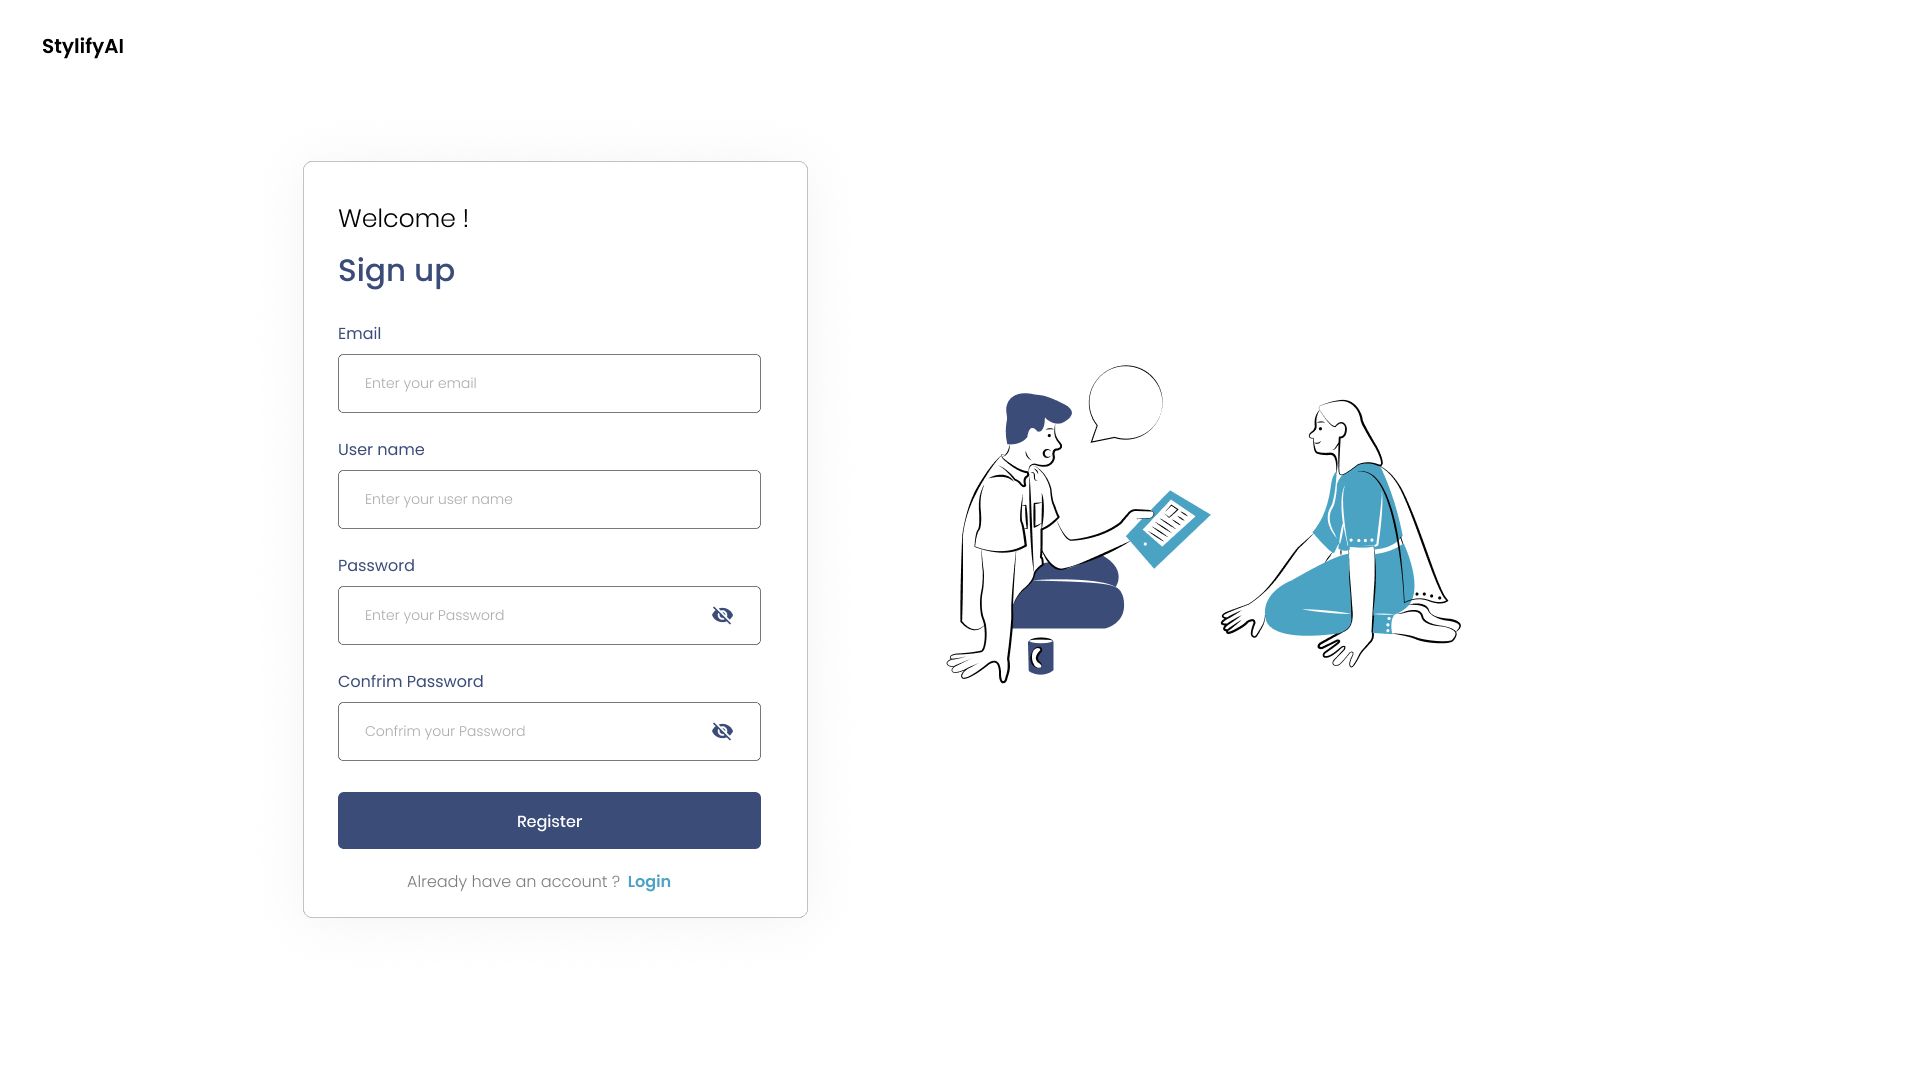 StylifyAI
Welcome !
Sign up
Email
Enter your email
User name
Enter your user name
Password
Enter your Password
Confrim Password
Confrim your Password
Register
Already have an account ? Login